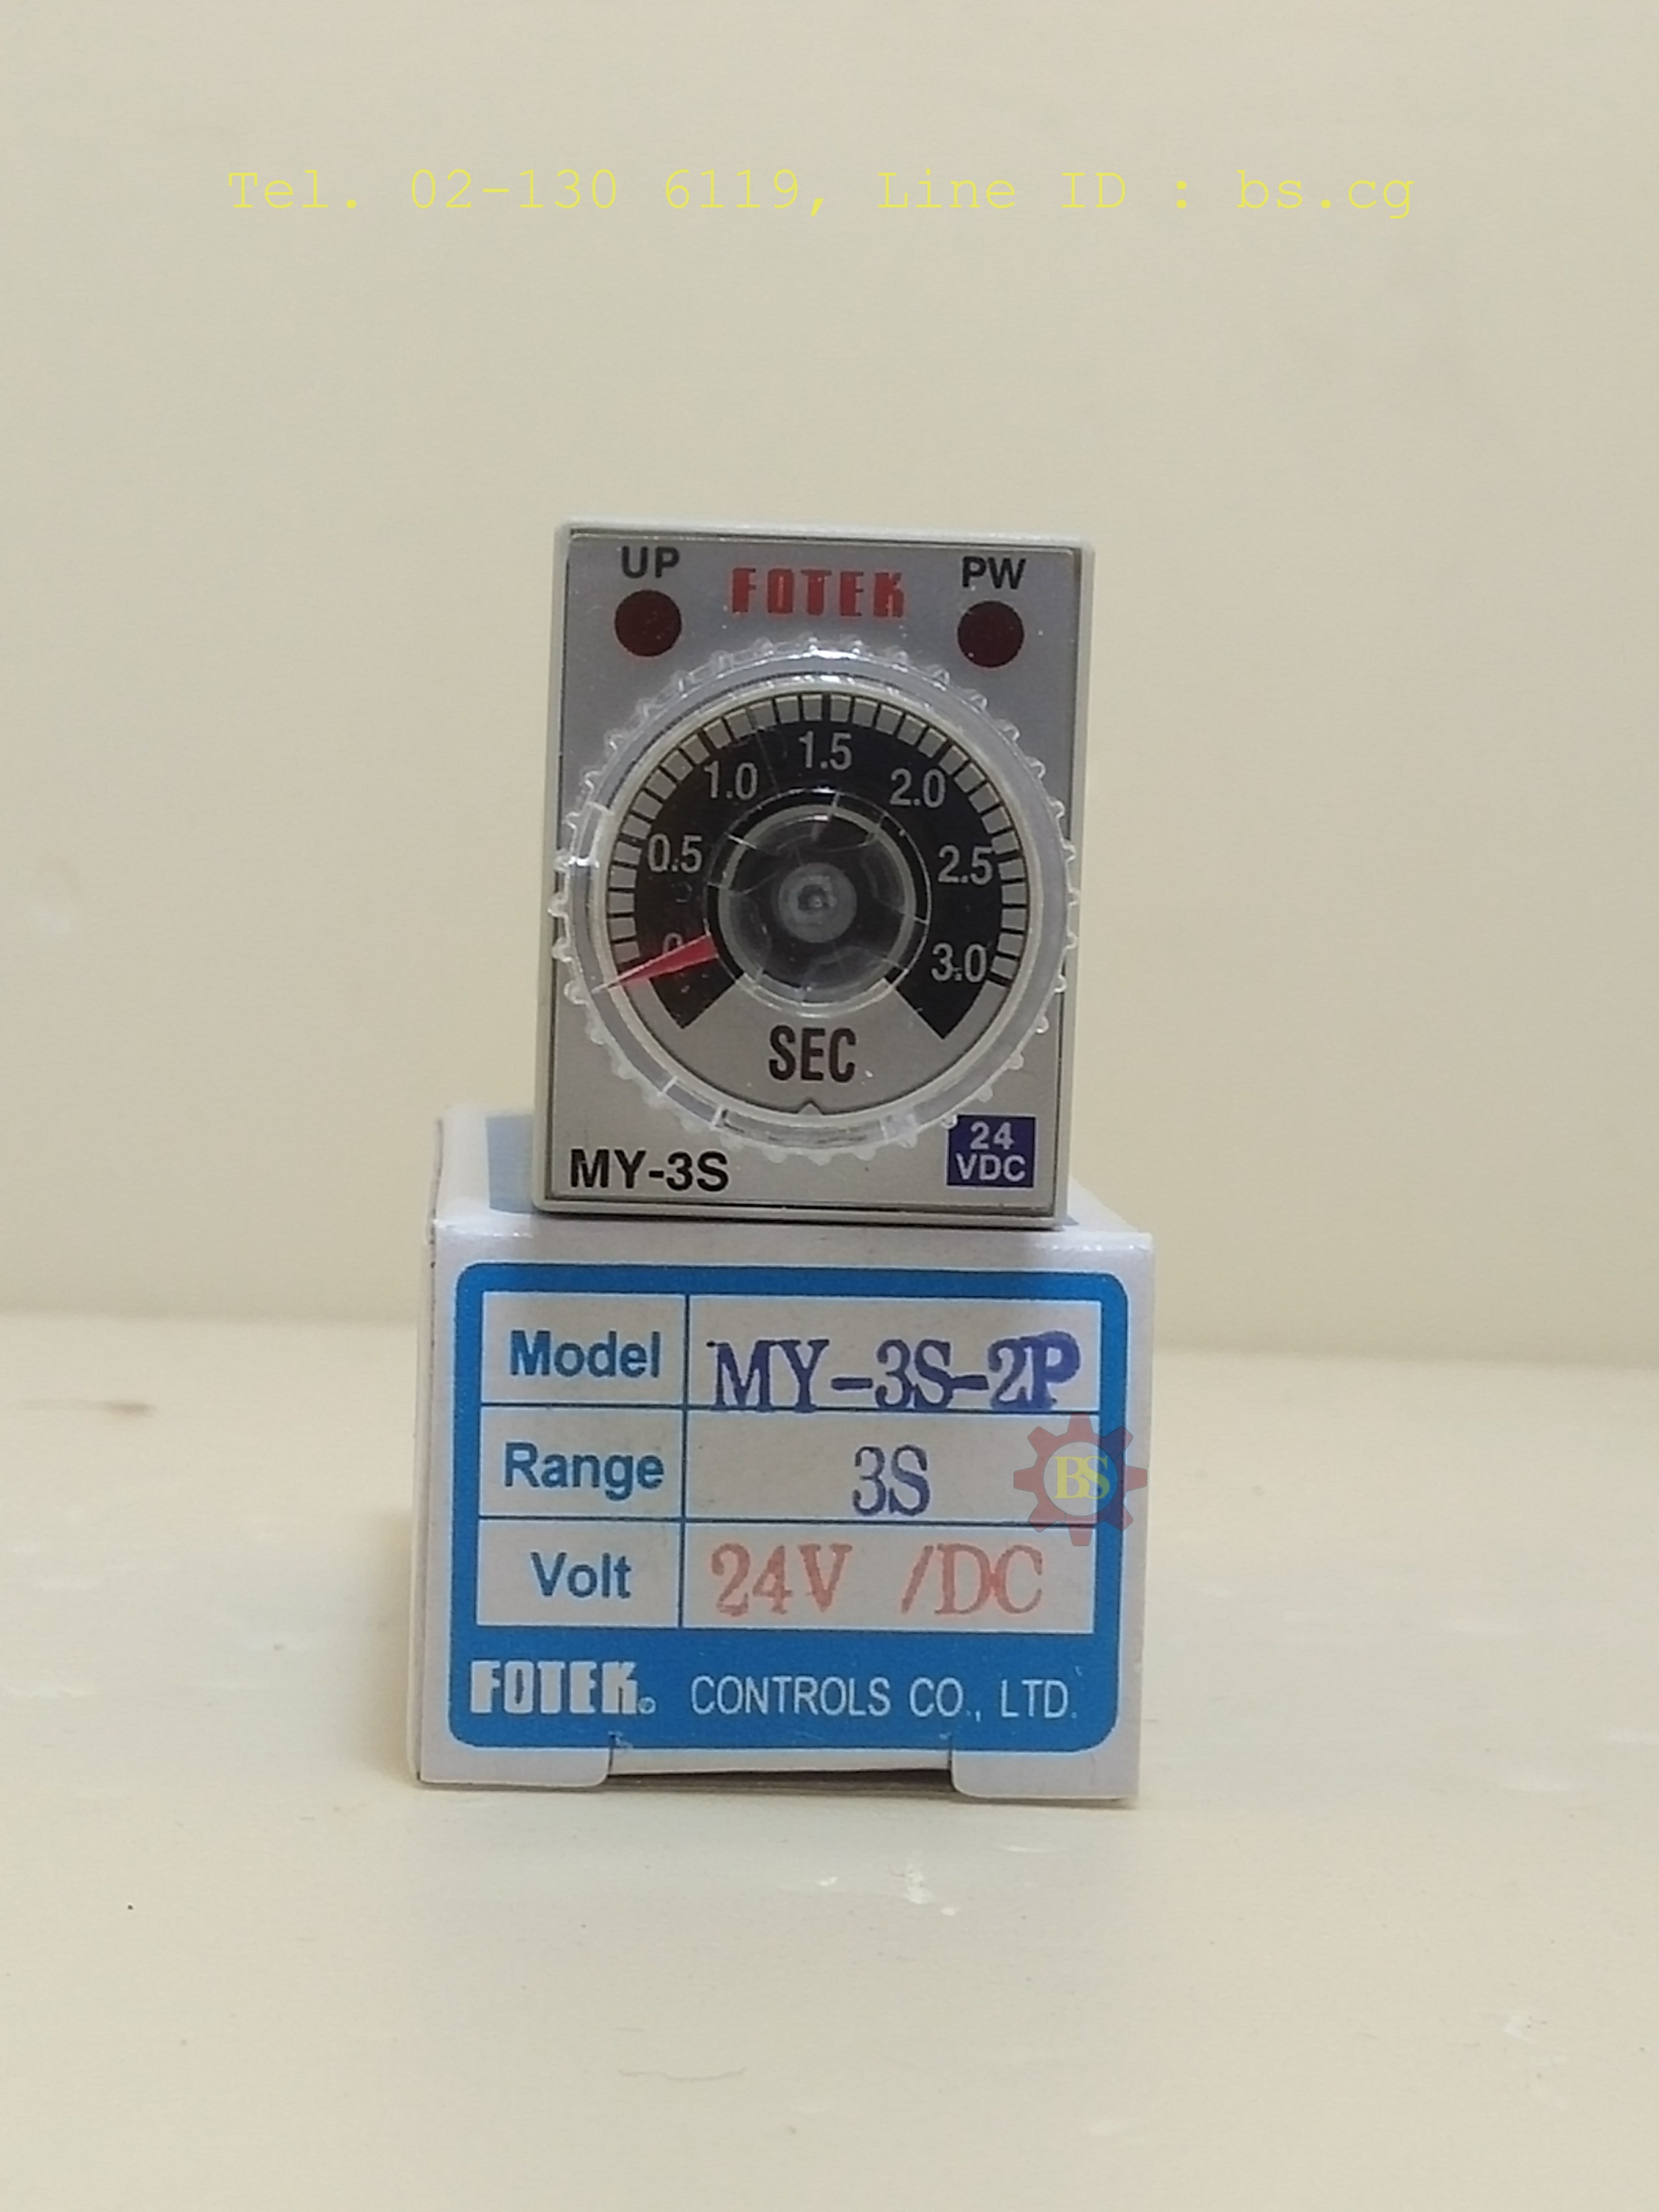 Tel. 02-130 6119, Line ID : bs.cg
UP FOTEK PW
0 0.5 1.0 1.5 2.0 2.5 3.0
SEC
MY-3S 24 VDC
Model MY-3S-2P
Range 3S
BS
Volt 24V /DC
FOTEK® CONTROLS CO., LTD.